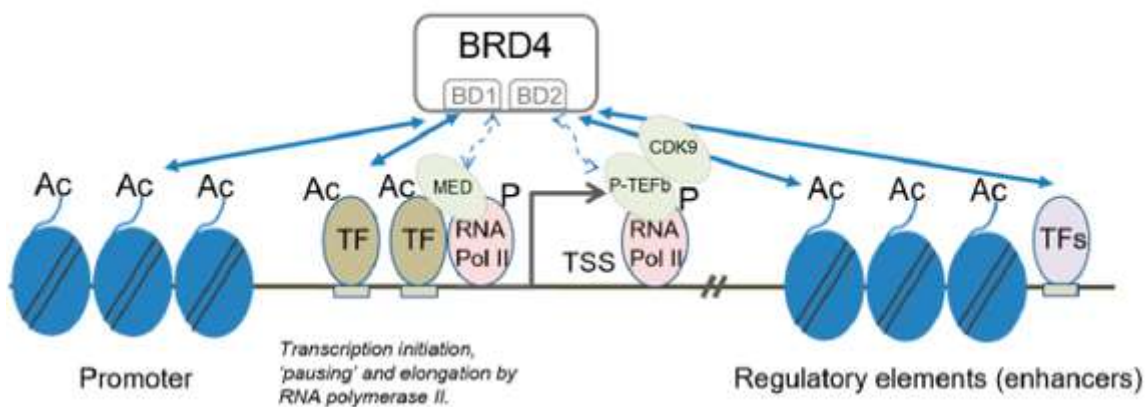 BRD4
BD1 BD2
CDK9
Ac Ac Ac Ac Ac MED P P-TEFb P Ac Ac Ac
TF TF RNA Pol II TSS RNA Pol II TFs
Promoter
Transcription initiation,
'pausing' and elongation by
RNA polymerase II.
Regulatory elements (enhancers)